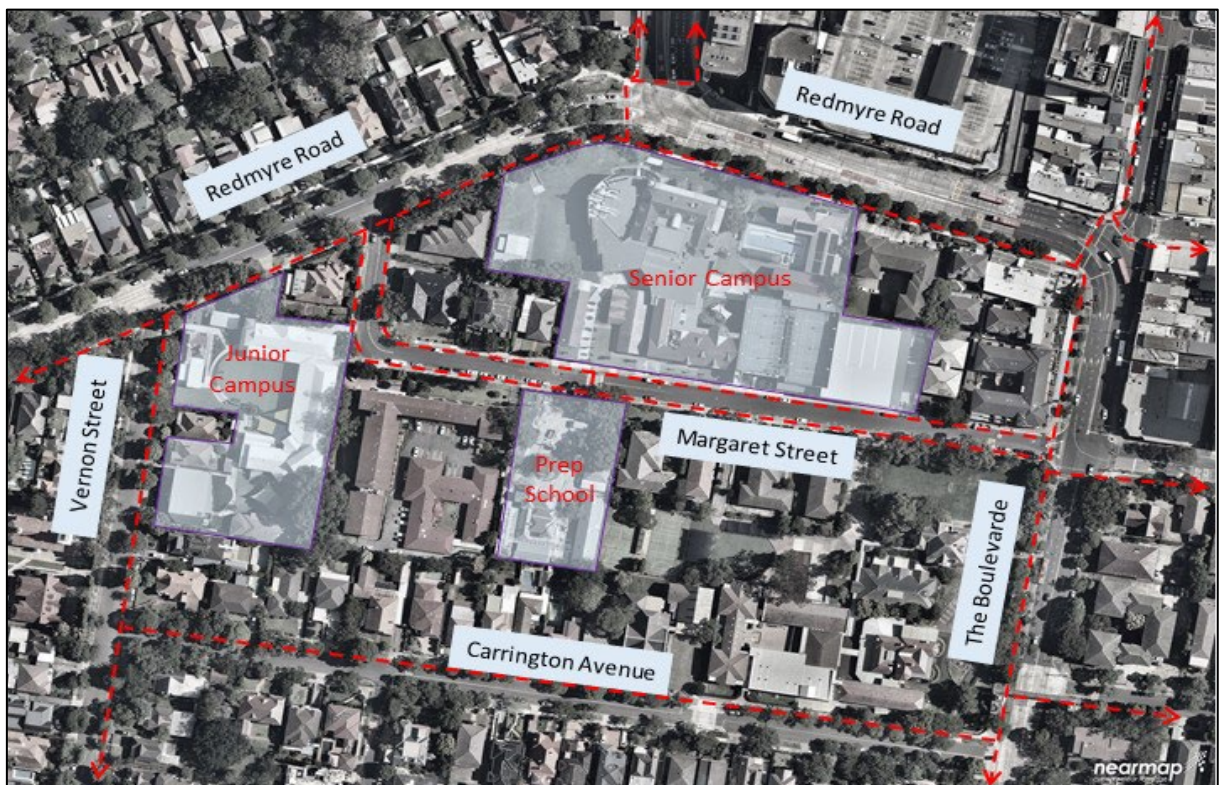 Redmyre Road
Redmyre Road
Senior Campus
Junior
Campus
Vernon Street
Margaret Street
Prep
School
The Boulevarde
Carrington Avenue
nearmap